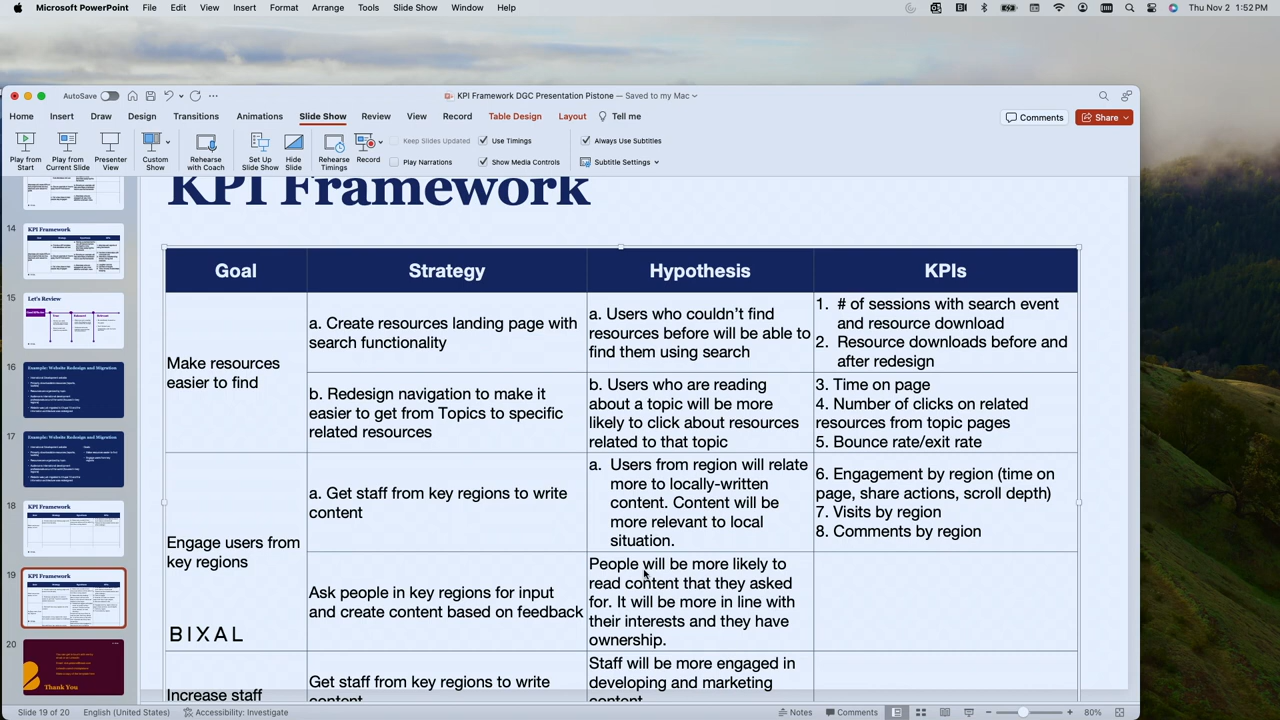 Microsoft PowerPoint File Edit View Insert Format Arrange Tools Slide Show Window Help Thu Nov 2 1:52 PM
AutoSave KPI Framework DGC Presentation Pistone — Saved to my Mac
Home Insert Draw Design Transitions Animations Slide Show Review View Record Table Design Layout Tell me Comments Share
Play from Start
Play from Current Slide
Presenter View
Custom Show
Rehearse with Coach
Set Up Slide Show
Hide Slide
Rehearse Timings
Record
Keep Slides Updated
Use Timings
Always Use Subtitles
Play Narrations
Show Media Controls
Subtitle Settings
14
KPI Framework
15
Let's Review
16
Example: Website Redesign and Migration
17
Example: Website Redesign and Migration
18
KPI Framework
19
KPI Framework
20
Thank You
KPI Framework
Goal Strategy Hypothesis KPIs
Make resources
easier to find
a. Create resources landing page with
search functionality
a. Users who couldn't find
resources before will be able to
find them using search
1. # of sessions with search event
and resource download
2. Resource downloads before and
after redesign
b. Redesign navigation to make it
easier to get from Topics to specific
related resources
b. Users who are reading
about a topic will be more
likely to click about resources
related to that topic
3. Time on page
4. Number of clicks on related
resources from topic pages
5. Bounce rate/exit rate
Engage users from
key regions
a. Get staff from key regions to write
content
a. Users from regions relate
more to locally-written
content. Content will be
more relevant to local
situation.
6. Engagement by region (time on
page, share actions, scroll depth)
7. Visits by region
8. Comments by region
Ask people in key regions for input
and create content based on feedback
People will be more likely to
read content that they asked
for. It will be more in line with
their interests and they have
ownership.
BIXAL
Increase staff
Get staff from key regions to write
content
Staff will be more engaged in
developing and marketing
content
Slide 19 of 20 English (United States) Accessibility: Investigate Notes Comments 80%